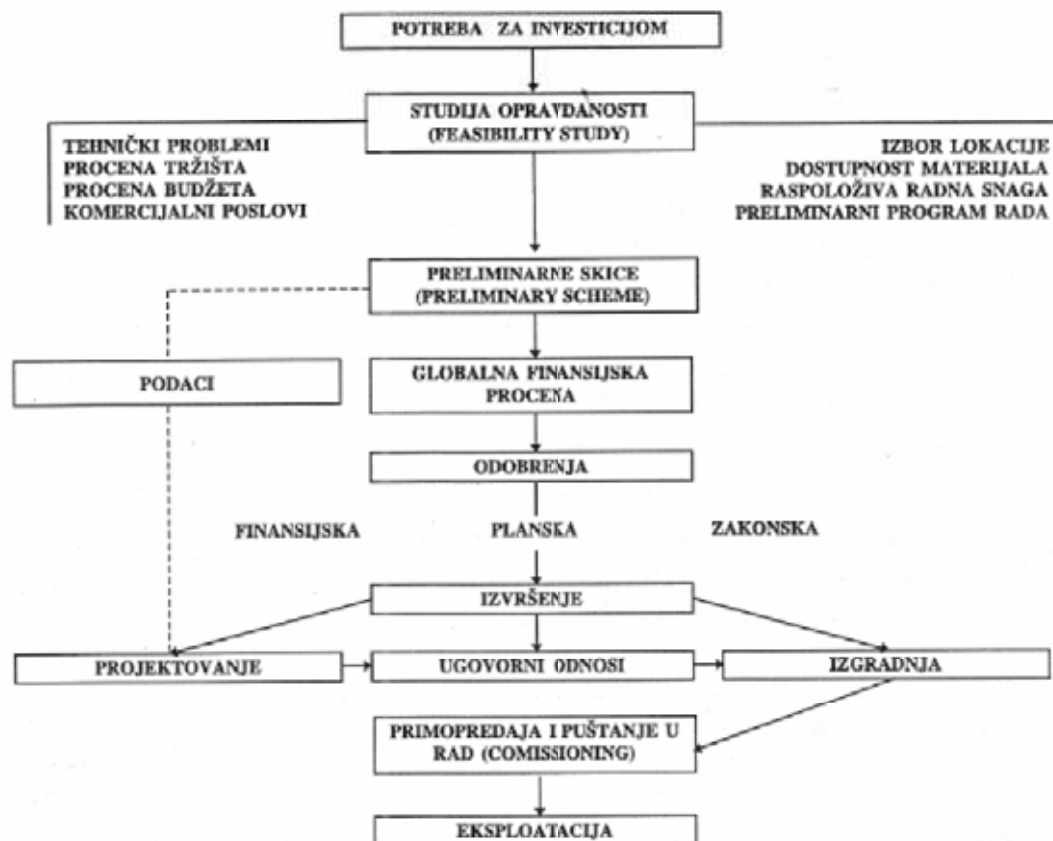 POTREBA ZA INVESTICIJOM
STUDIJA OPRAVDANOSTI
(FEASIBILITY STUDY)
TEHNIČKI PROBLEMI
PROCENA TRŽIŠTA
PROCENA BUDŽETA
KOMERCIJALNI POSLOVI
IZBOR LOKACIJE
DOSTUPNOST MATERIJALA
RASPOLOŽIVA RADNA SNAGA
PRELIMINARNI PROGRAM RADA
PRELIMINARNE SKICE
(PRELIMINARY SCHEME)
PODACI
GLOBALNA FINANSIJSKA
PROCENA
ODOBRENJA
FINANSIJSKA PLANSKA ZAKONSKA
IZVRŠENJE
PROJEKTOVANJE UGOVORNI ODNOSI IZGRADNJA
PRIMOPREDAJA I PUŠTANJE U
RAD (COMISSIONING)
EKSPLOATACIJA